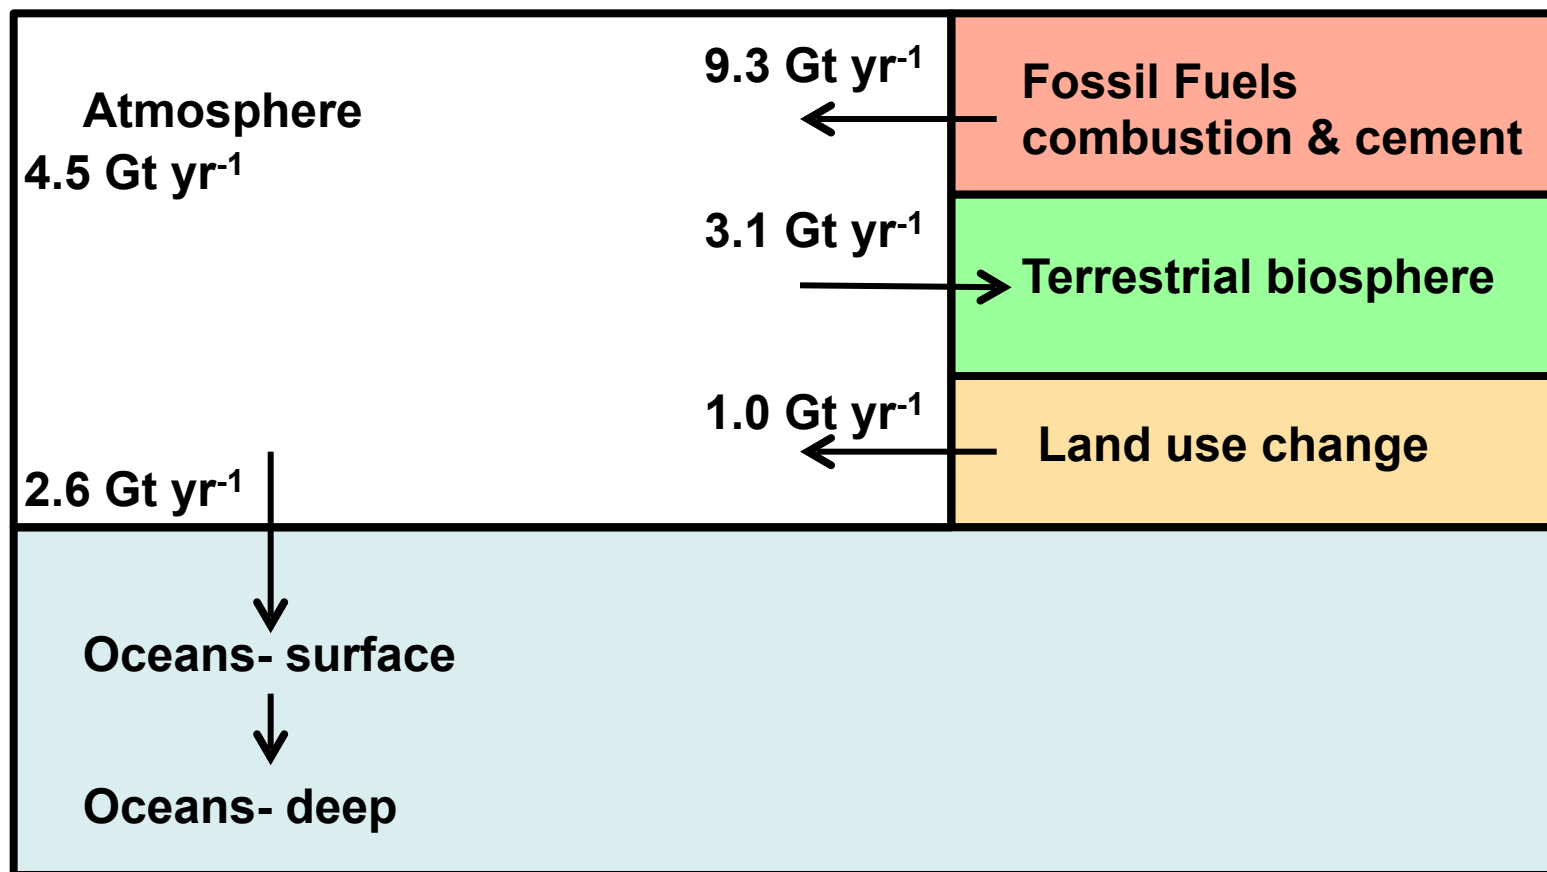 Atmosphere
4.5 Gt yr-1
9.3 Gt yr-1
Fossil Fuels
combustion & cement
3.1 Gt yr-1
Terrestrial biosphere
1.0 Gt yr-1
Land use change
2.6 Gt yr-1
Oceans- surface
Oceans- deep